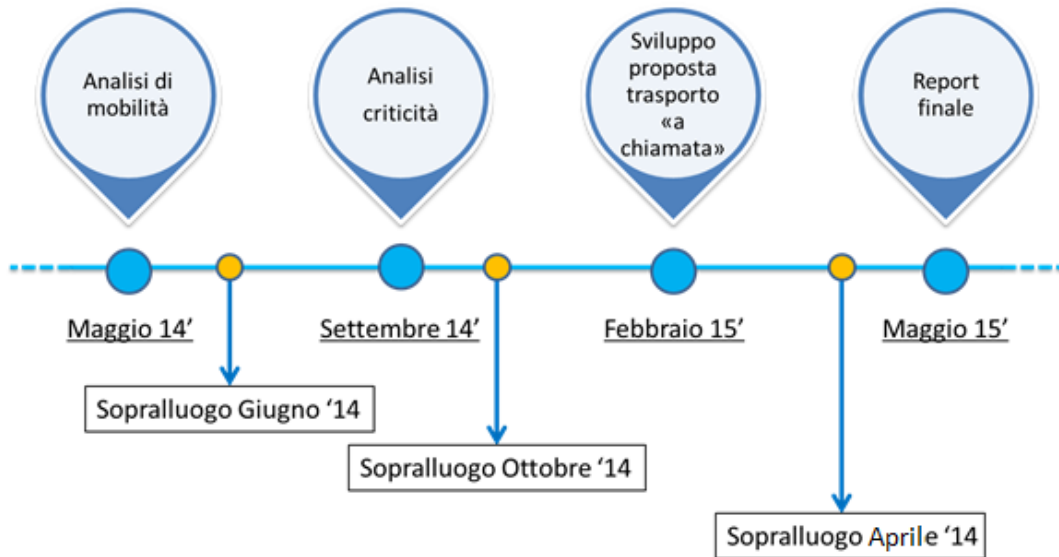 Analisi di
mobilità
Analisi
criticità
Sviluppo
proposta
trasporto
«a
chiamata»
Report
finale
Maggio 14’
Settembre 14’
Febbraio 15’
Maggio 15’
Sopralluogo Giugno ‘14
Sopralluogo Ottobre ‘14
Sopralluogo Aprile ‘14